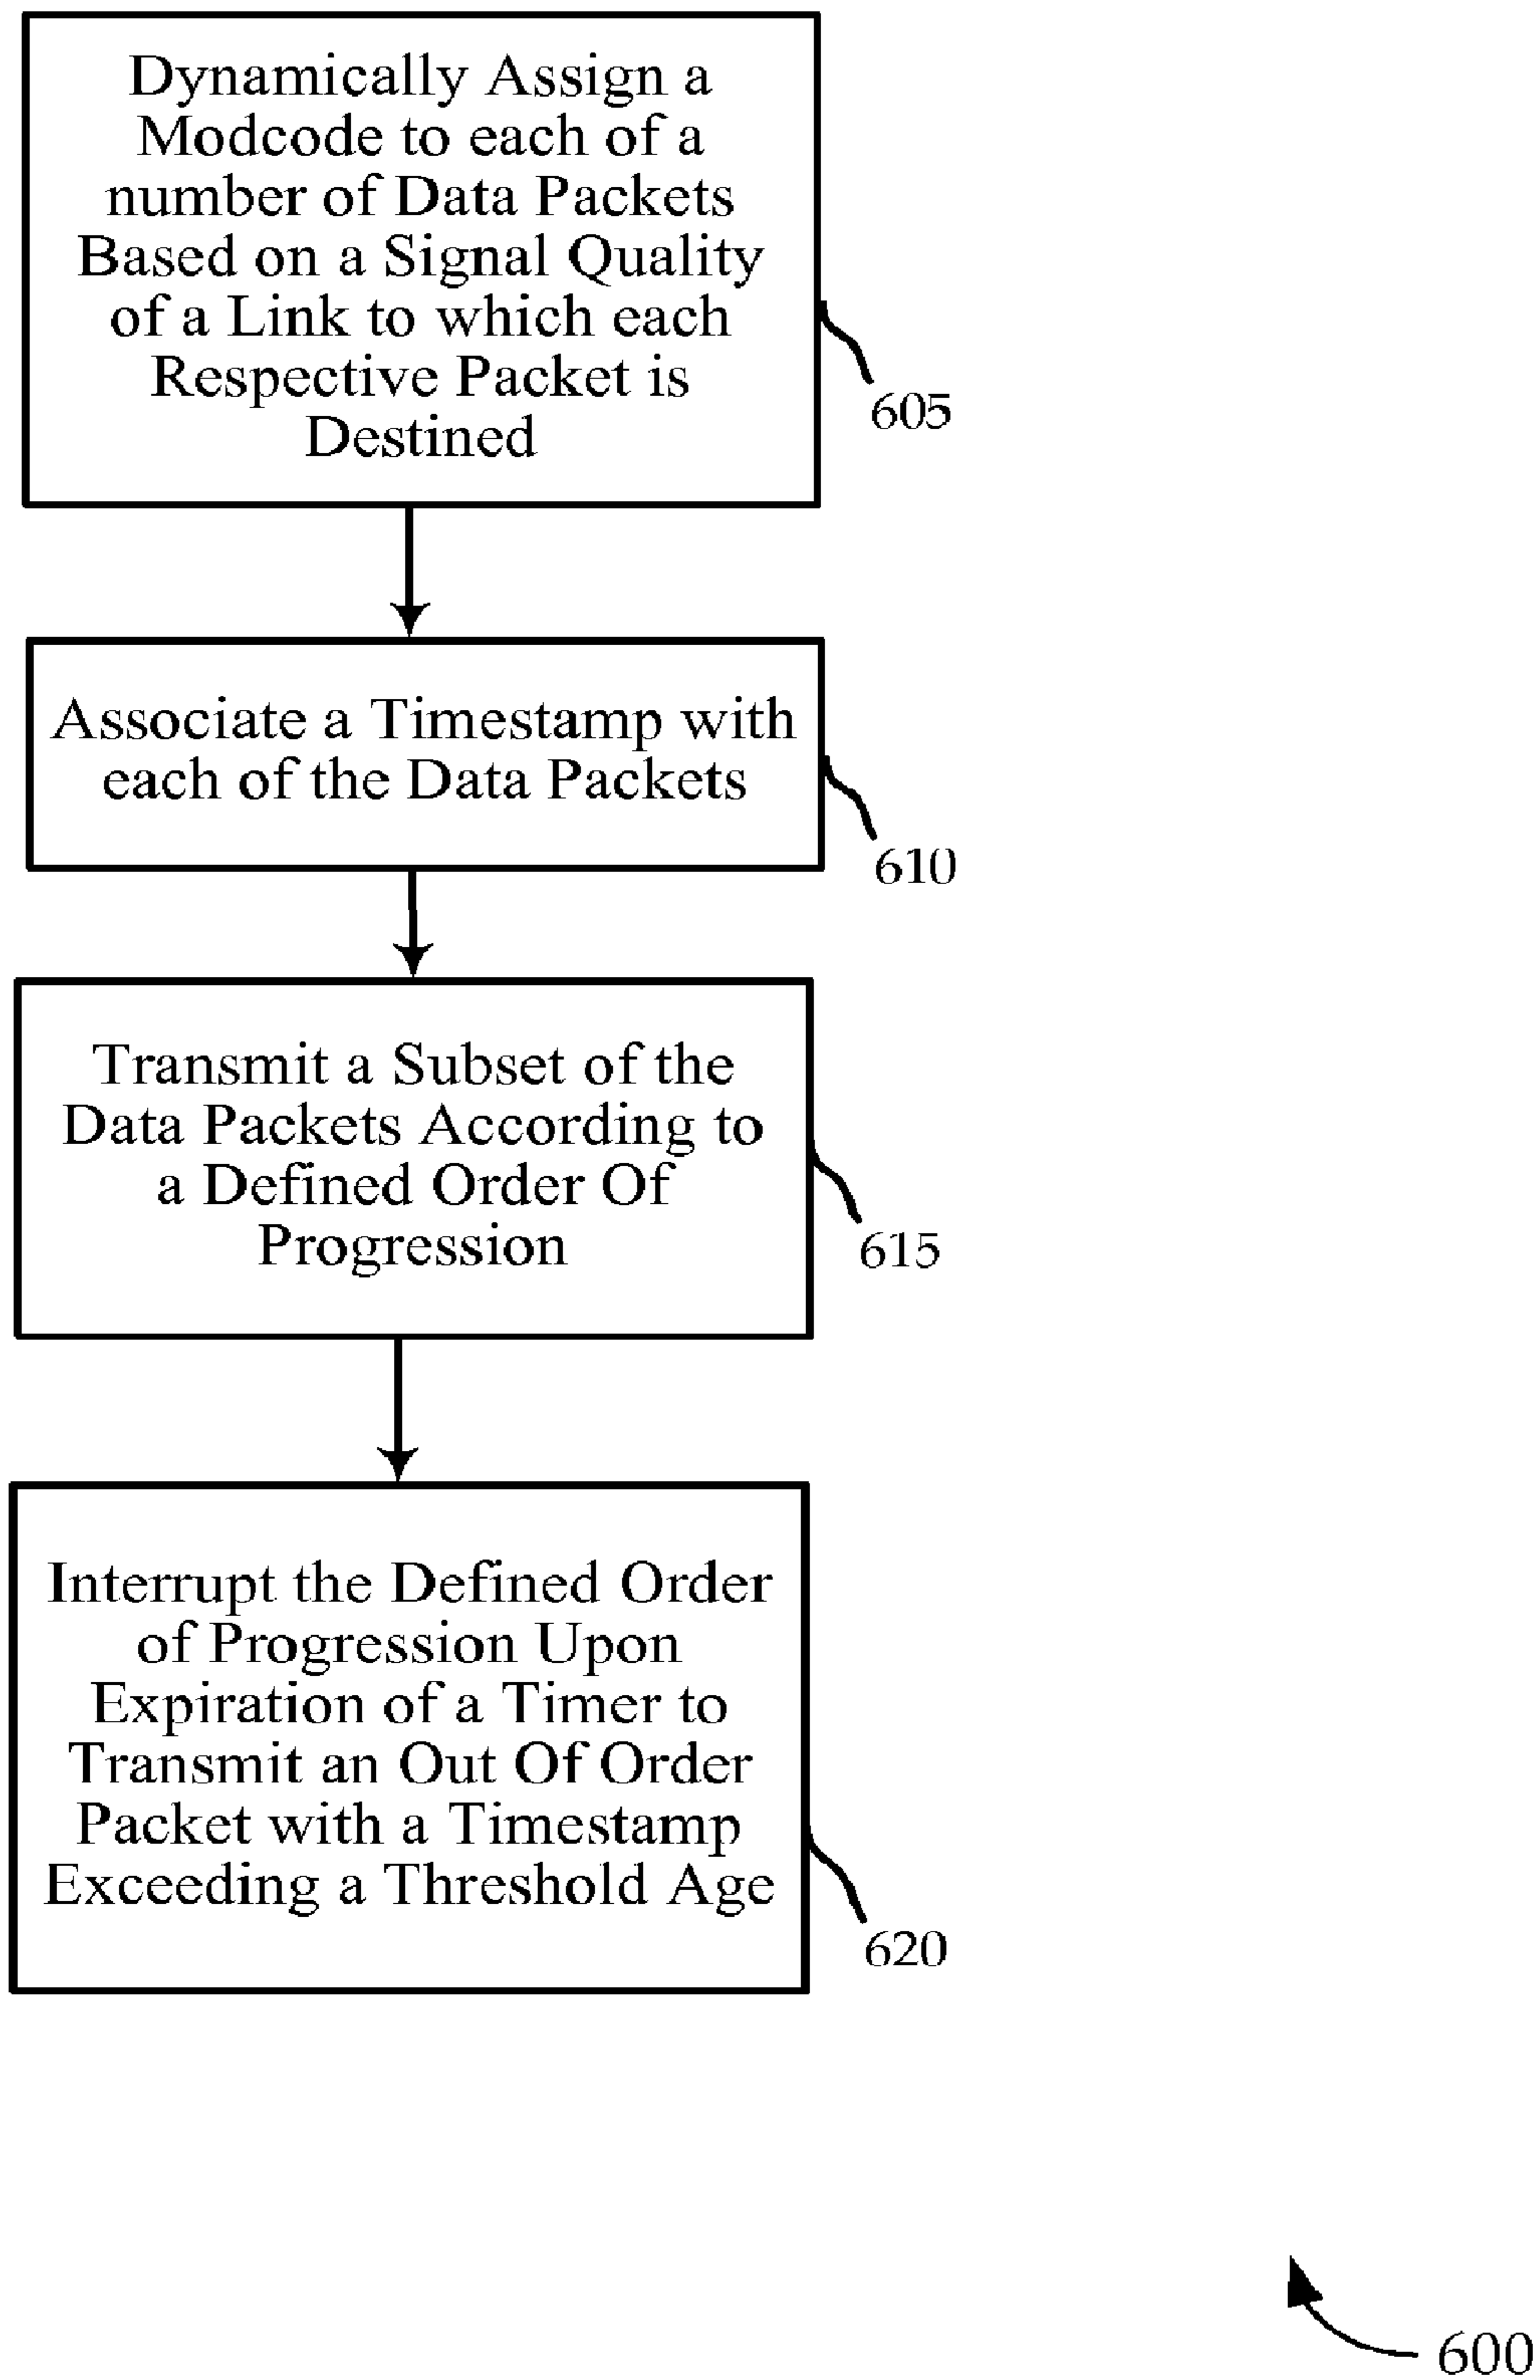 Dynamically Assign a
Modcode to each of a
number of Data Packets
Based on a Signal Quality
of a Link to which each
Respective Packet is
Destined
605
Associate a Timestamp with
each of the Data Packets
610
Transmit a Subset of the
Data Packets According to
a Defined Order Of
Progression
615
Interrupt the Defined Order
of Progression Upon
Expiration of a Timer to
Transmit an Out Of Order
Packet with a Timestamp
Exceeding a Threshold Age
620
600